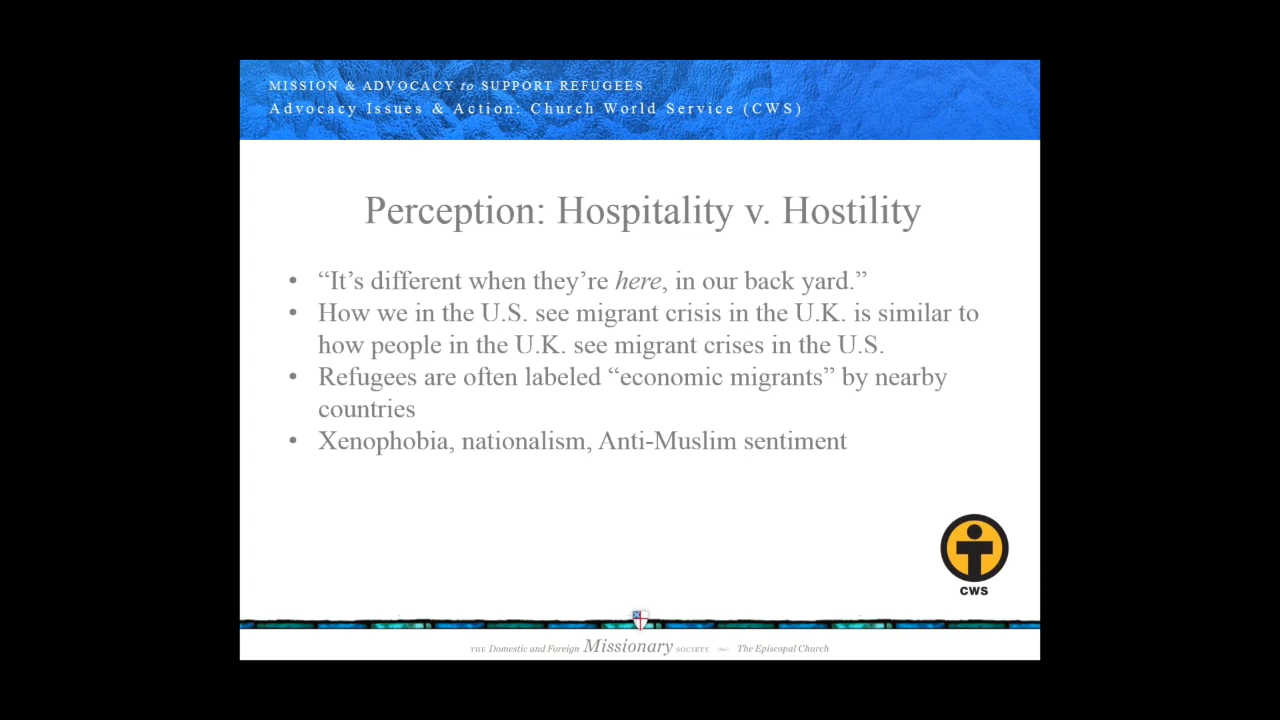 MISSION & ADVOCACY to SUPPORT REFUGEES
Advocacy Issues & Action: Church World Service (CWS)
Perception: Hospitality v. Hostility
• “It’s different when they’re here, in our back yard.”
• How we in the U.S. see migrant crisis in the U.K. is similar to
how people in the U.K. see migrant crises in the U.S.
• Refugees are often labeled “economic migrants” by nearby
countries
• Xenophobia, nationalism, Anti-Muslim sentiment
CWS
THE Domestic and Foreign Missionary SOCIETY The Episcopal Church